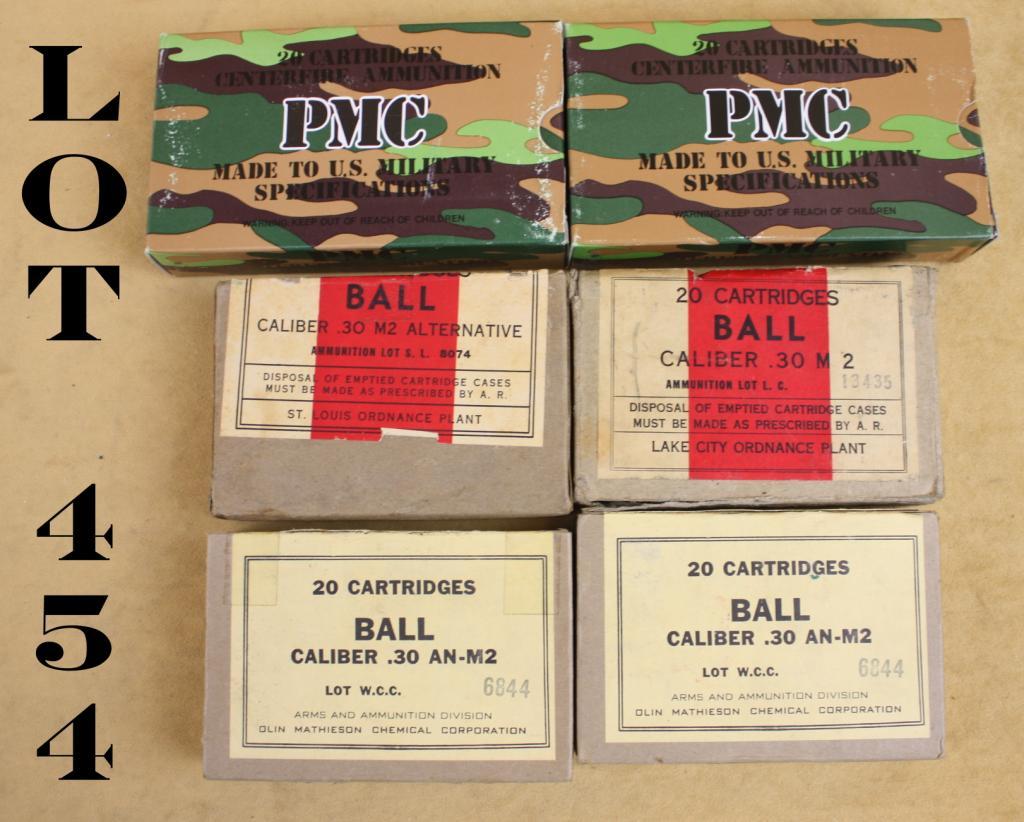 LOT 454
20 CARTRIDGES
CENTERFIRE AMMUNITION
PMC
MADE TO U.S. MILITARY
SPECIFICATIONS
WARNING: KEEP OUT OF REACH OF CHILDREN
PMC
20 CARTRIDGES
CENTERFIRE AMMUNITION
PMC
MADE TO U.S. MILITARY
SPECIFICATIONS
WARNING: KEEP OUT OF REACH OF CHILDREN
PMC
BALL
CALIBER .30 M2 ALTERNATIVE
AMMUNITION LOT S. L. 8074
DISPOSAL OF EMPTIED CARTRIDGE CASES
MUST BE MADE AS PRESCRIBED BY A. R.
ST. LOUIS ORDNANCE PLANT
20 CARTRIDGES
BALL
CALIBER .30 M 2
AMMUNITION LOT L. C. 13435
DISPOSAL OF EMPTIED CARTRIDGE CASES
MUST BE MADE AS PRESCRIBED BY A. R.
LAKE CITY ORDNANCE PLANT
20 CARTRIDGES
BALL
CALIBER .30 AN-M2
LOT W.C.C. 6844
ARMS AND AMMUNITION DIVISION
OLIN MATHIESON CHEMICAL CORPORATION
20 CARTRIDGES
BALL
CALIBER .30 AN-M2
LOT W.C.C. 6844
ARMS AND AMMUNITION DIVISION
OLIN MATHIESON CHEMICAL CORPORATION